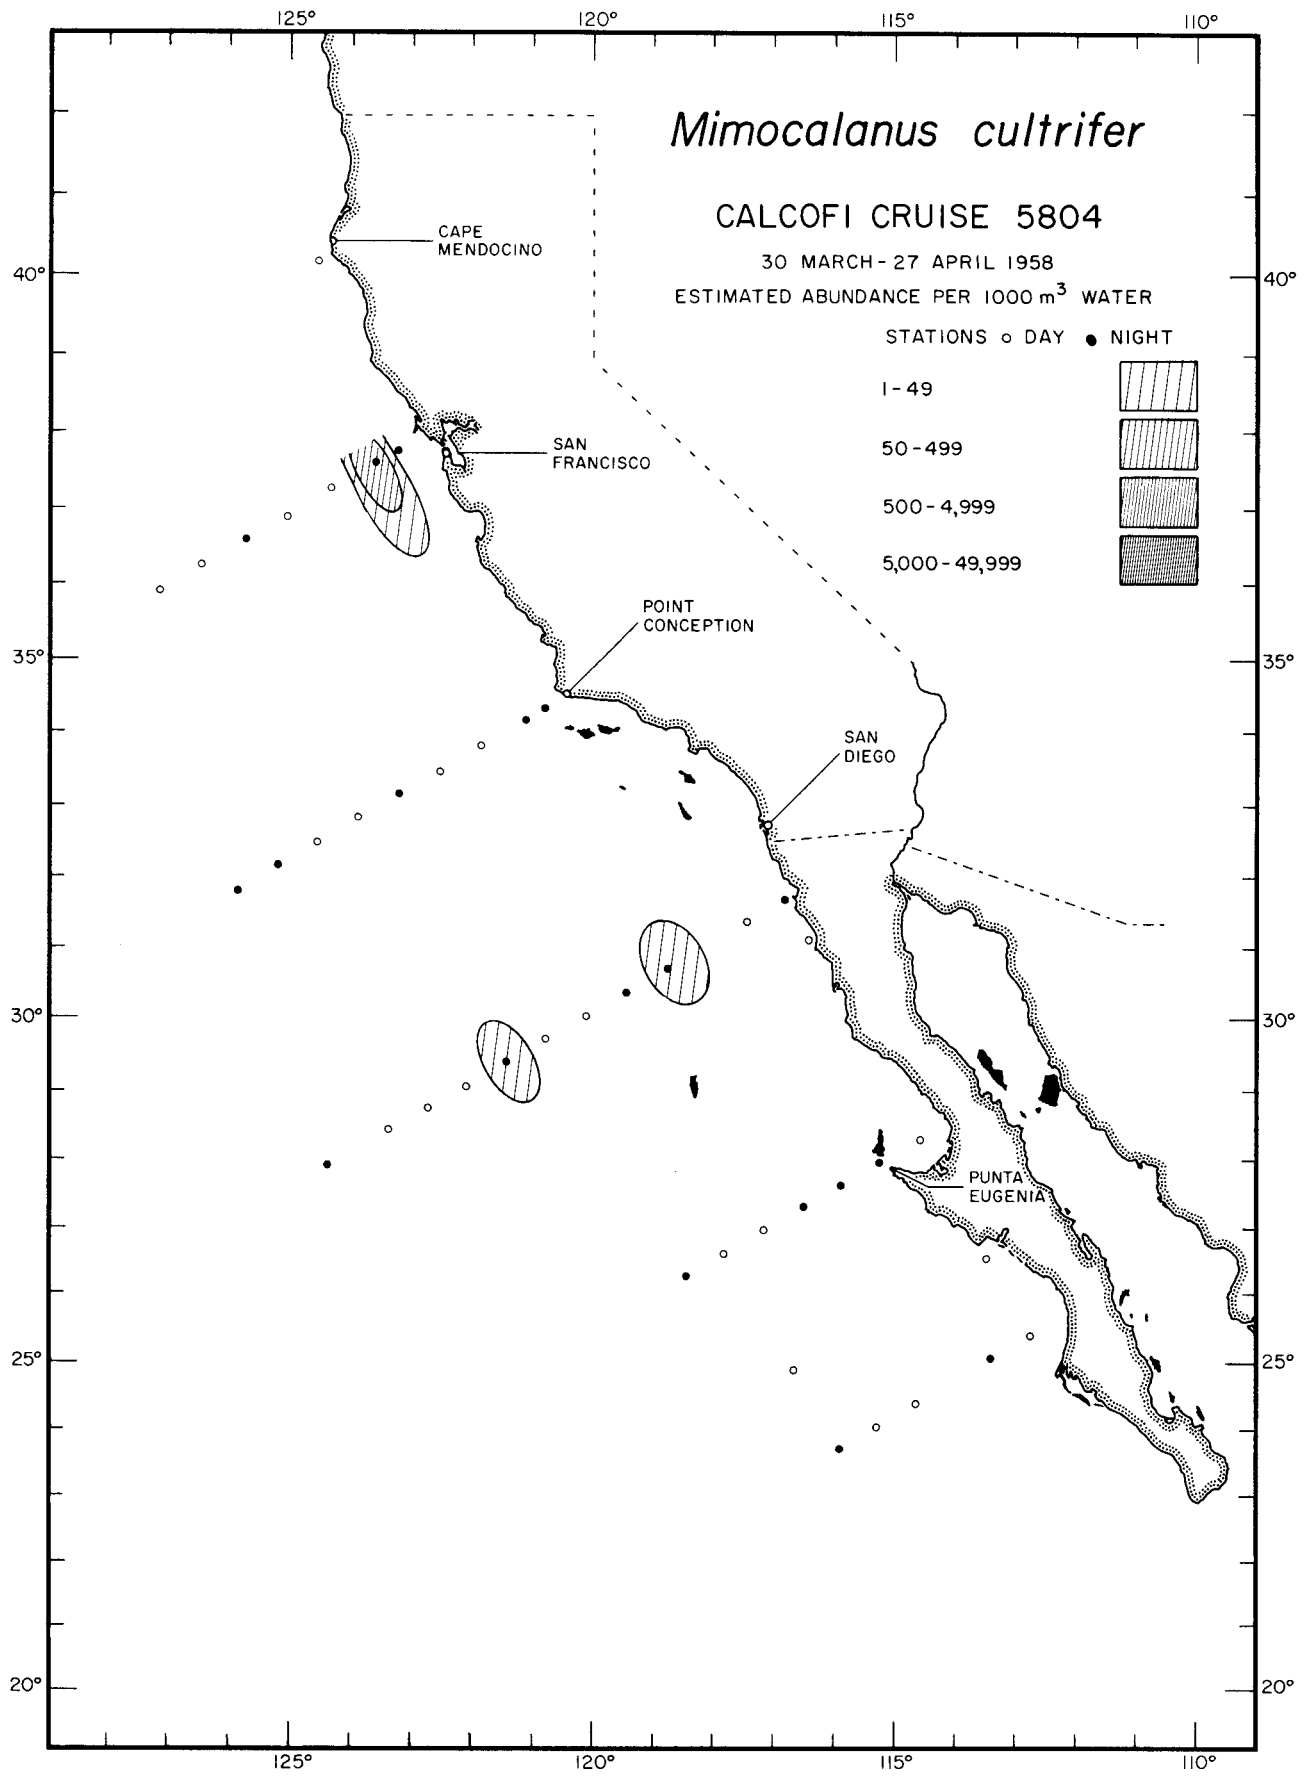 125° 120° 115° 110°
Mimocalanus cultrifer
CALCOFI CRUISE 5804
30 MARCH - 27 APRIL 1958
ESTIMATED ABUNDANCE PER 1000 m³ WATER
STATIONS ○ DAY ● NIGHT
1 - 49
50 - 499
500 - 4,999
5,000 - 49,999
CAPE
MENDOCINO
40° 40°
SAN
FRANCISCO
POINT
CONCEPTION
35° 35°
SAN
DIEGO
30° 30°
PUNTA
EUGENIA
25° 25°
20° 20°
125° 120° 115° 110°